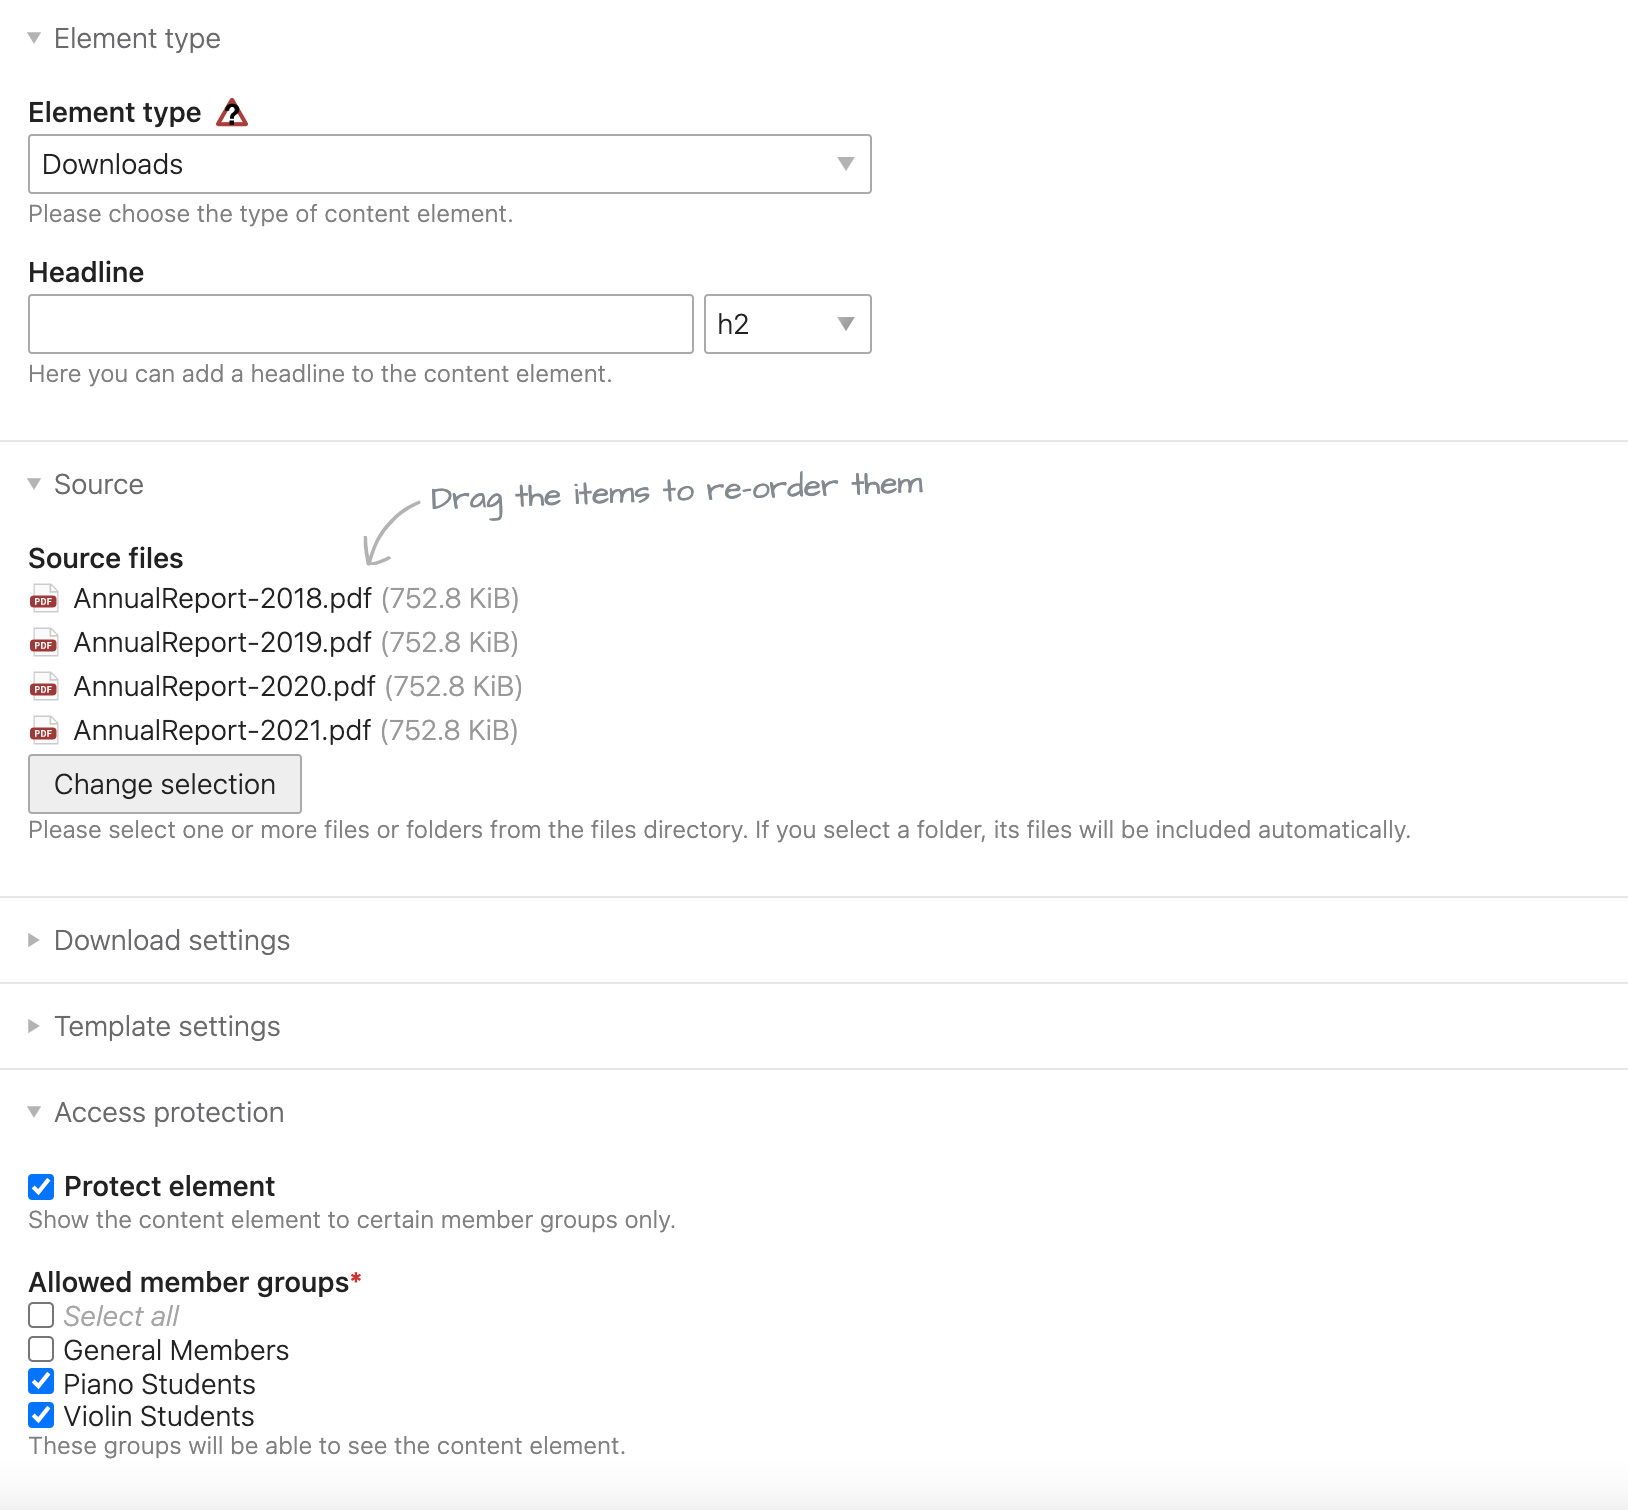 Element type
Element type ?
Downloads
Please choose the type of content element.
Headline
h2
Here you can add a headline to the content element.
Source
Drag the items to re-order them
Source files
PDF AnnualReport-2018.pdf (752.8 KiB)
PDF AnnualReport-2019.pdf (752.8 KiB)
PDF AnnualReport-2020.pdf (752.8 KiB)
PDF AnnualReport-2021.pdf (752.8 KiB)
Change selection
Please select one or more files or folders from the files directory. If you select a folder, its files will be included automatically.
Download settings
Template settings
Access protection
Protect element
Show the content element to certain member groups only.
Allowed member groups*
Select all
General Members
Piano Students
Violin Students
These groups will be able to see the content element.